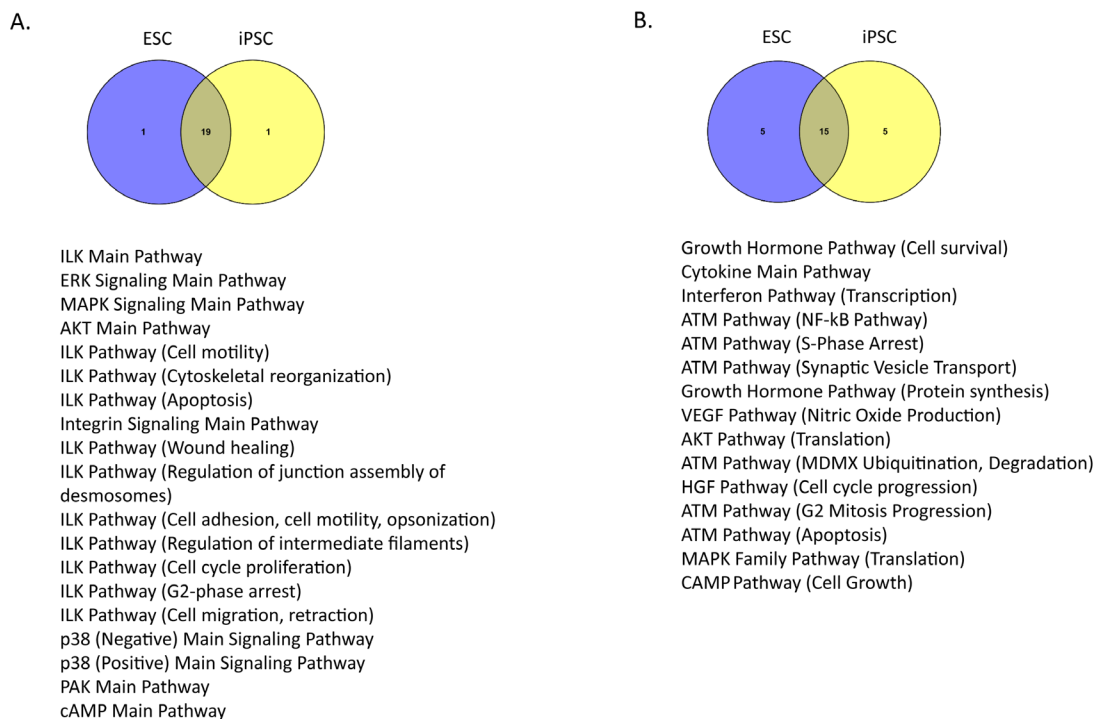 A.
ESC iPSC
1 19 1
ILK Main Pathway
ERK Signaling Main Pathway
MAPK Signaling Main Pathway
AKT Main Pathway
ILK Pathway (Cell motility)
ILK Pathway (Cytoskeletal reorganization)
ILK Pathway (Apoptosis)
Integrin Signaling Main Pathway
ILK Pathway (Wound healing)
ILK Pathway (Regulation of junction assembly of
desmosomes)
ILK Pathway (Cell adhesion, cell motility, opsonization)
ILK Pathway (Regulation of intermediate filaments)
ILK Pathway (Cell cycle proliferation)
ILK Pathway (G2-phase arrest)
ILK Pathway (Cell migration, retraction)
p38 (Negative) Main Signaling Pathway
p38 (Positive) Main Signaling Pathway
PAK Main Pathway
cAMP Main Pathway
B.
ESC iPSC
5 15 5
Growth Hormone Pathway (Cell survival)
Cytokine Main Pathway
Interferon Pathway (Transcription)
ATM Pathway (NF-kB Pathway)
ATM Pathway (S-Phase Arrest)
ATM Pathway (Synaptic Vesicle Transport)
Growth Hormone Pathway (Protein synthesis)
VEGF Pathway (Nitric Oxide Production)
AKT Pathway (Translation)
ATM Pathway (MDMX Ubiquitination, Degradation)
HGF Pathway (Cell cycle progression)
ATM Pathway (G2 Mitosis Progression)
ATM Pathway (Apoptosis)
MAPK Family Pathway (Translation)
CAMP Pathway (Cell Growth)